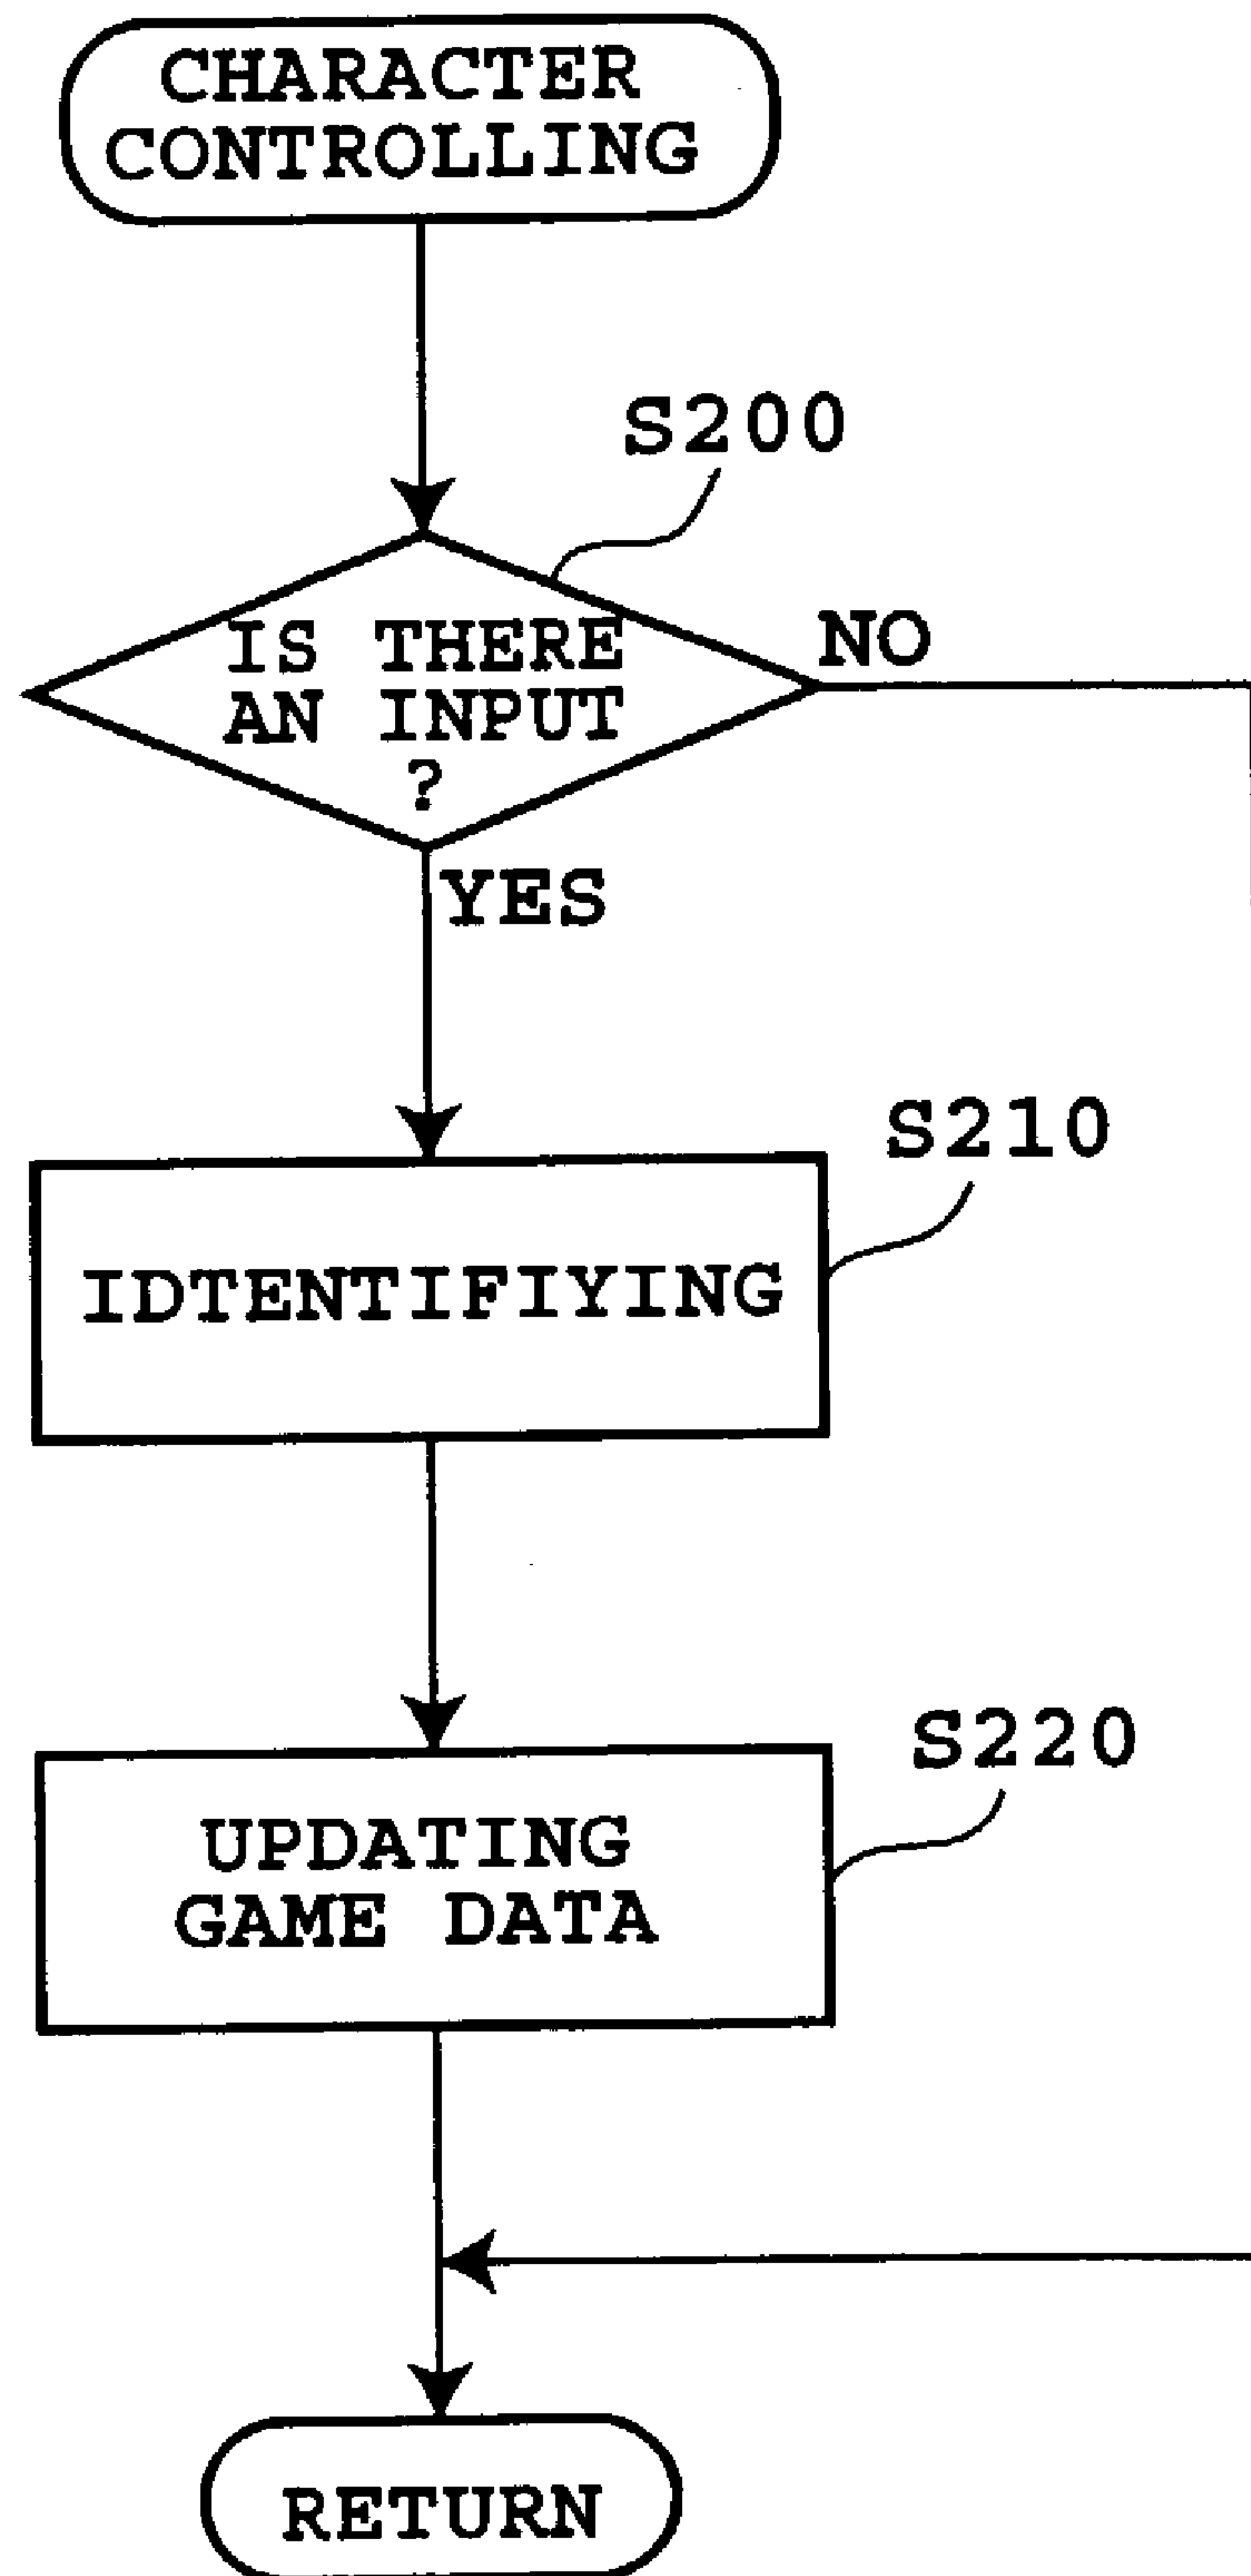 CHARACTER
CONTROLLING
S200
IS THERE
AN INPUT
?
NO
YES
S210
IDTENTIFIYING
S220
UPDATING
GAME DATA
RETURN